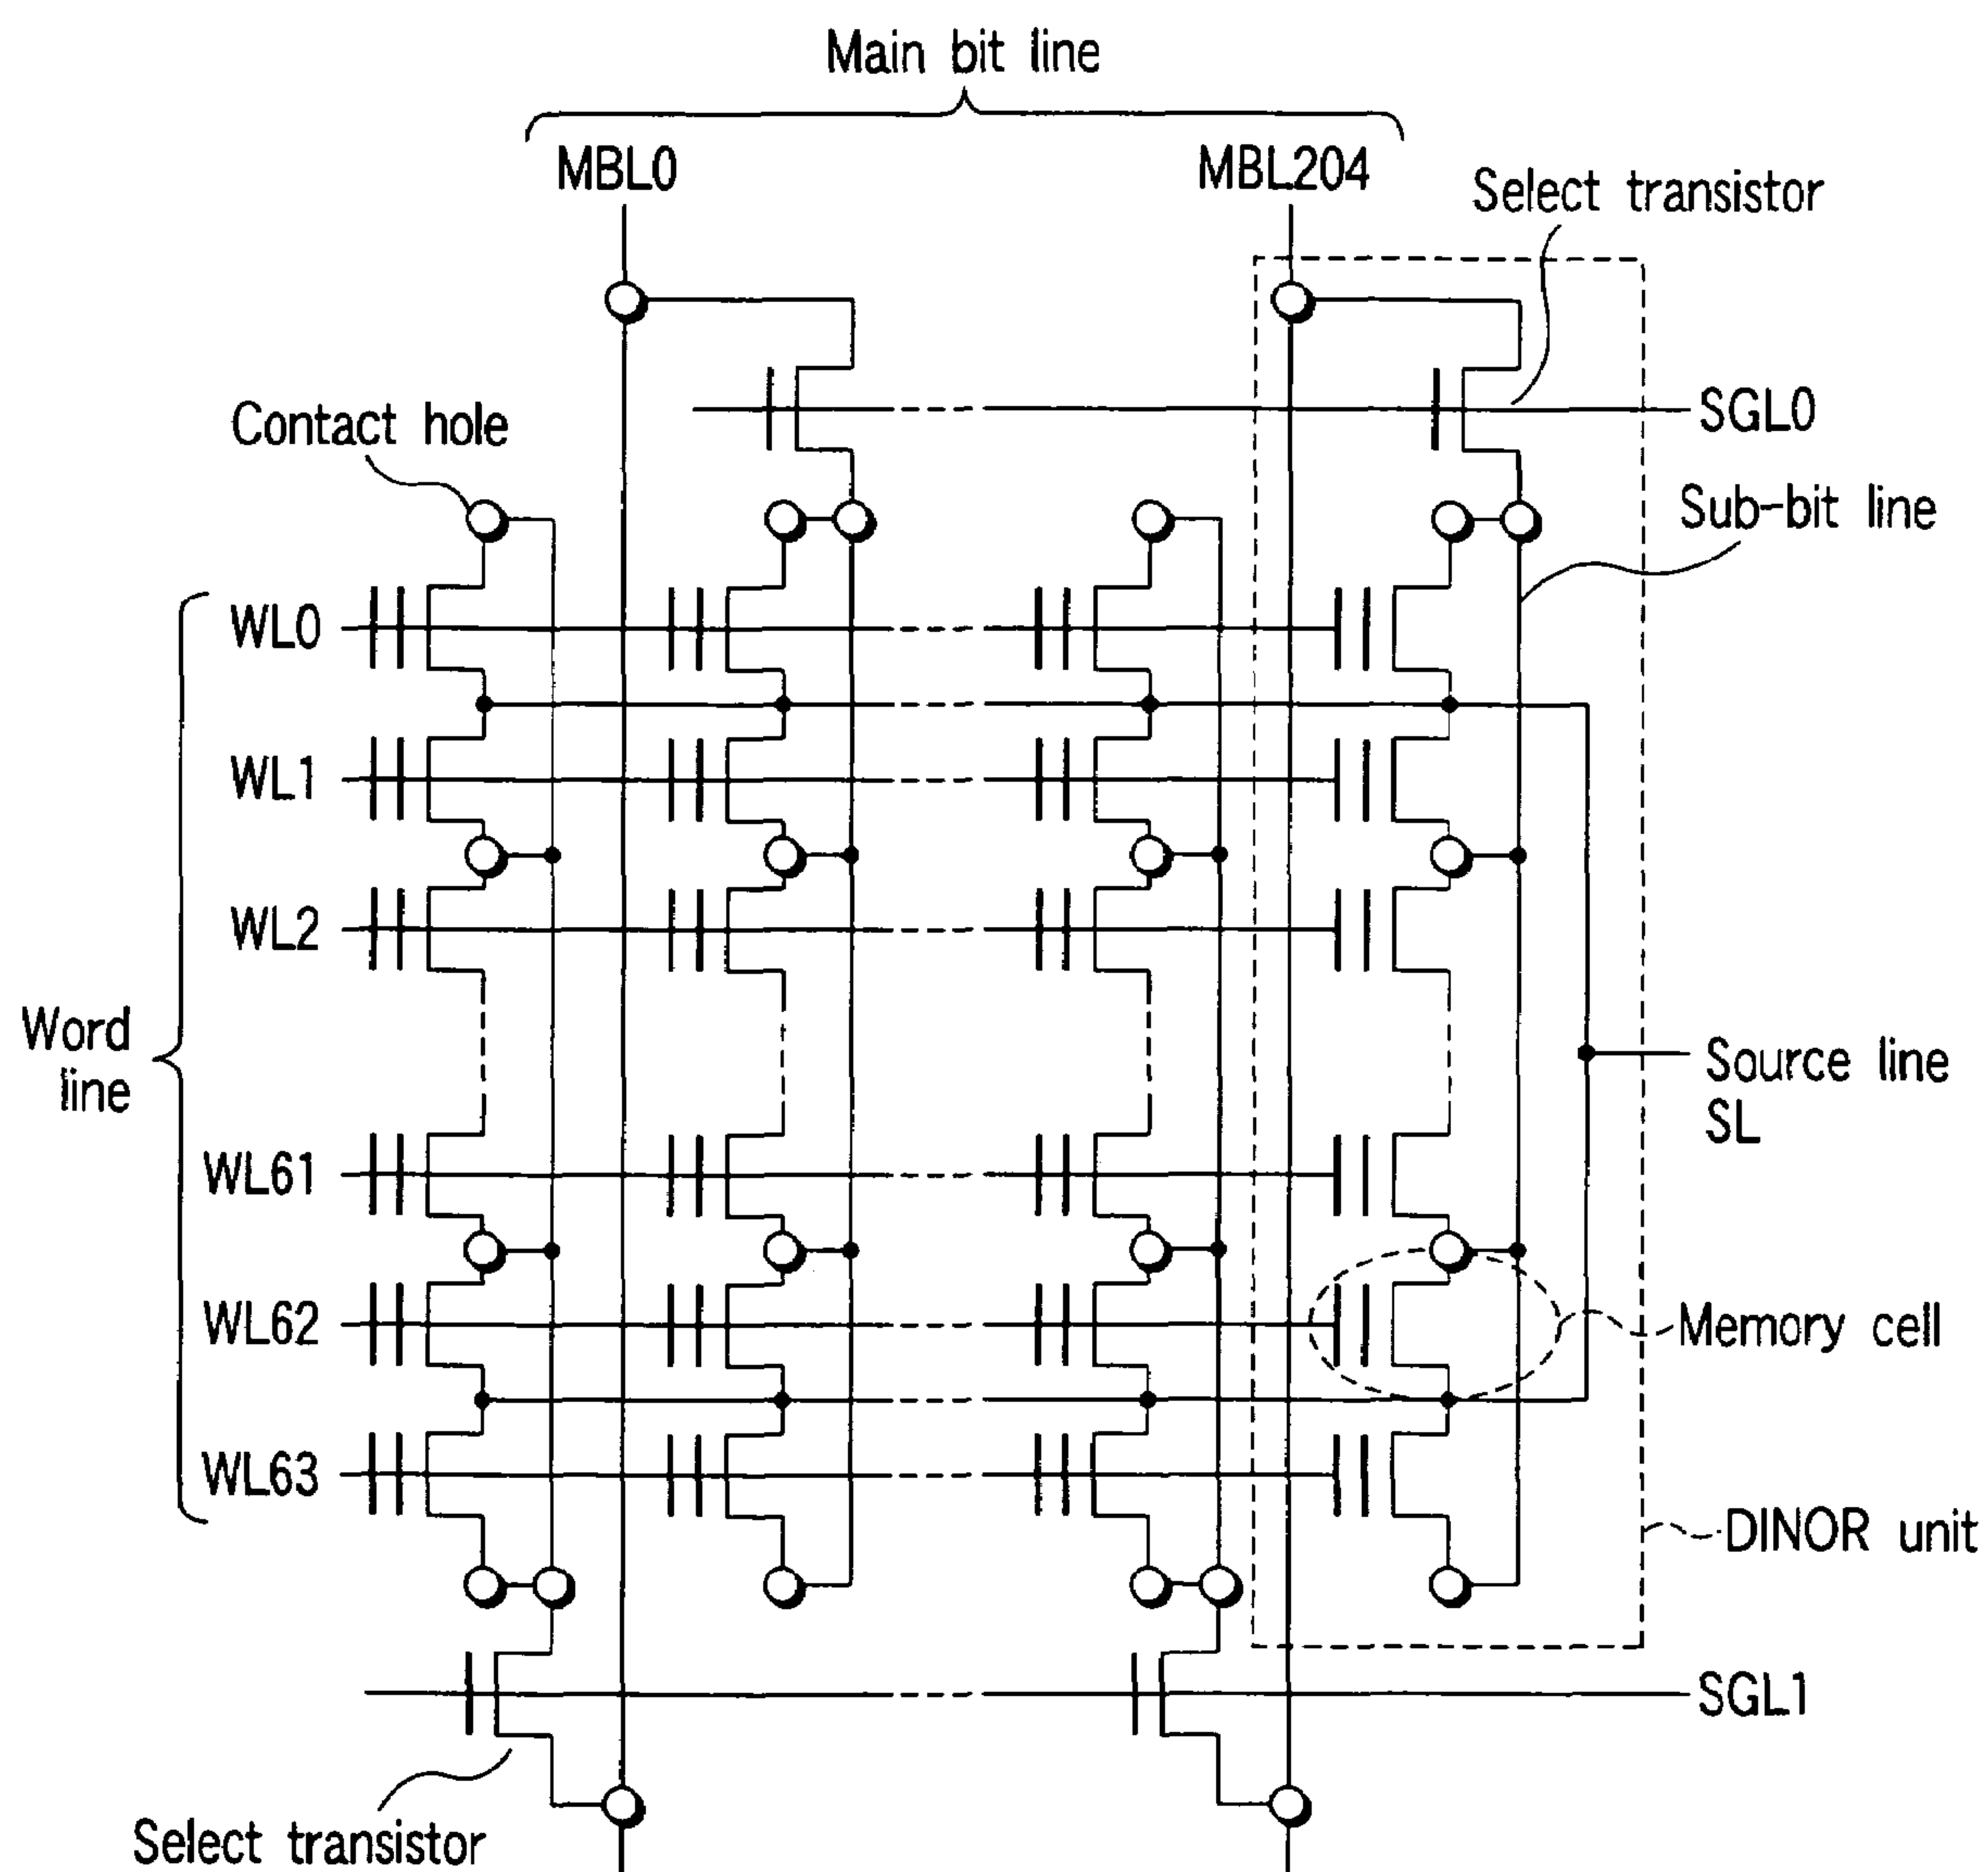 Main bit line
MBL0
MBL204
Select transistor
Contact hole
SGL0
Sub-bit line
WL0
WL1
WL2
Word
line
Source line
SL
WL61
WL62
Memory cell
WL63
DINOR unit
SGL1
Select transistor